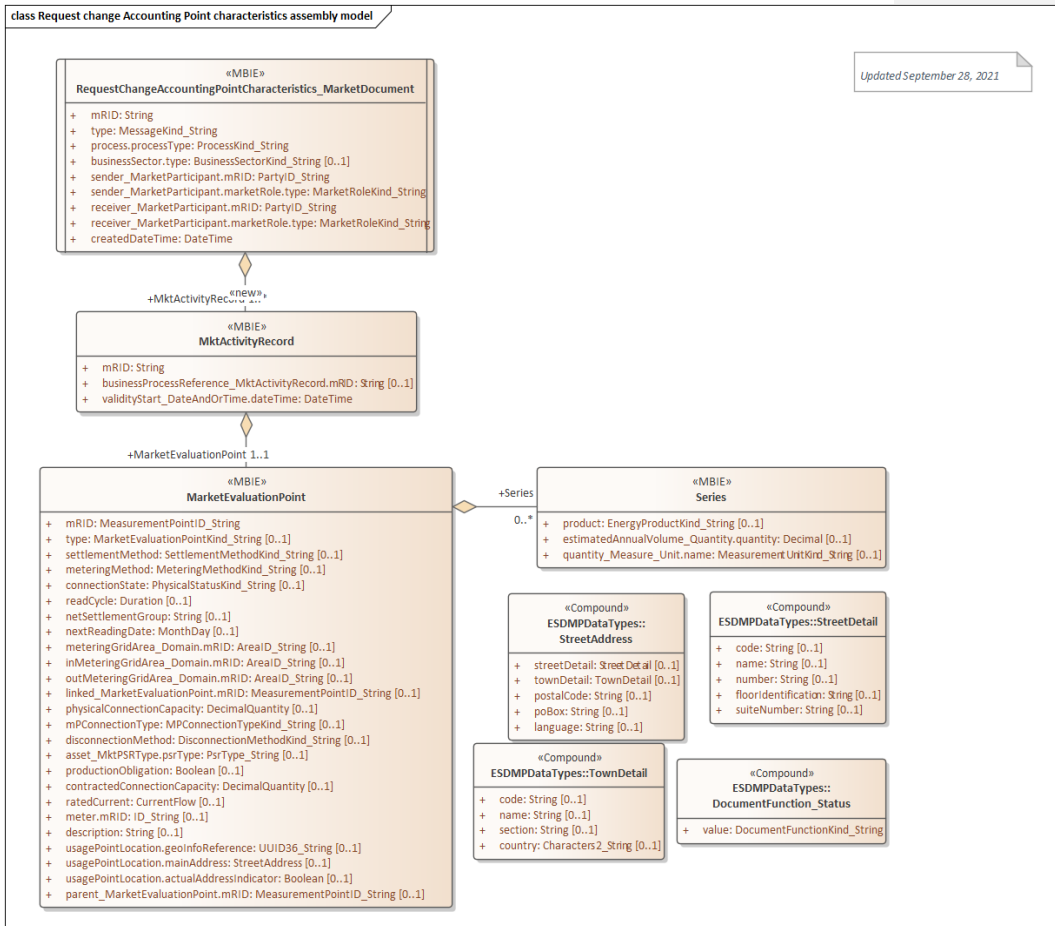 class Request change Accounting Point characteristics assembly model
Updated September 28, 2021
«MBIE»
RequestChangeAccountingPointCharacteristics_MarketDocument
+ mRID: String
+ type: MessageKind_String
+ process.processType: ProcessKind_String
+ businessSector.type: BusinessSectorKind_String [0..1]
+ sender_MarketParticipant.mRID: PartyID_String
+ sender_MarketParticipant.marketRole.type: MarketRoleKind_String
+ receiver_MarketParticipant.mRID: PartyID_String
+ receiver_MarketParticipant.marketRole.type: MarketRoleKind_String
+ createdDateTime: DateTime
«new»
+MktActivityRecord 1..*
«MBIE»
MktActivityRecord
+ mRID: String
+ businessProcessReference_MktActivityRecord.mRID: String [0..1]
+ validityStart_DateAndOrTime.dateTime: DateTime
+MarketEvaluationPoint 1..1
«MBIE»
MarketEvaluationPoint
+ mRID: MeasurementPointID_String
+ type: MarketEvaluationPointKind_String [0..1]
+ settlementMethod: SettlementMethodKind_String [0..1]
+ meteringMethod: MeteringMethodKind_String [0..1]
+ connectionState: PhysicalStatusKind_String [0..1]
+ readCycle: Duration [0..1]
+ netSettlementGroup: String [0..1]
+ nextReadingDate: MonthDay [0..1]
+ meteringGridArea_Domain.mRID: AreaID_String [0..1]
+ inMeteringGridArea_Domain.mRID: AreaID_String [0..1]
+ outMeteringGridArea_Domain.mRID: AreaID_String [0..1]
+ linked_MarketEvaluationPoint.mRID: MeasurementPointID_String [0..1]
+ physicalConnectionCapacity: DecimalQuantity [0..1]
+ mPConnectionType: MPConnectionTypeKind_String [0..1]
+ disconnectionMethod: DisconnectionMethodKind_String [0..1]
+ asset_MktPSRType.psrType: PsrType_String [0..1]
+ productionObligation: Boolean [0..1]
+ contractedConnectionCapacity: DecimalQuantity [0..1]
+ ratedCurrent: CurrentFlow [0..1]
+ meter.mRID: ID_String [0..1]
+ description: String [0..1]
+ usagePointLocation.geoInfoReference: UUID36_String [0..1]
+ usagePointLocation.mainAddress: StreetAddress [0..1]
+ usagePointLocation.actualAddressIndicator: Boolean [0..1]
+ parent_MarketEvaluationPoint.mRID: MeasurementPointID_String [0..1]
+Series
0..*
«MBIE»
Series
+ product: EnergyProductKind_String [0..1]
+ estimatedAnnualVolume_Quantity.quantity: Decimal [0..1]
+ quantity_Measure_Unit.name: MeasurementUnitKind_String [0..1]
«Compound»
ESDMPDataTypes::
StreetAddress
+ streetDetail: StreetDetail [0..1]
+ townDetail: TownDetail [0..1]
+ postalCode: String [0..1]
+ poBox: String [0..1]
+ language: String [0..1]
«Compound»
ESDMPDataTypes::StreetDetail
+ code: String [0..1]
+ name: String [0..1]
+ number: String [0..1]
+ floorIdentification: String [0..1]
+ suiteNumber: String [0..1]
«Compound»
ESDMPDataTypes::TownDetail
+ code: String [0..1]
+ name: String [0..1]
+ section: String [0..1]
+ country: Characters2_String [0..1]
«Compound»
ESDMPDataTypes::
DocumentFunction_Status
+ value: DocumentFunctionKind_String